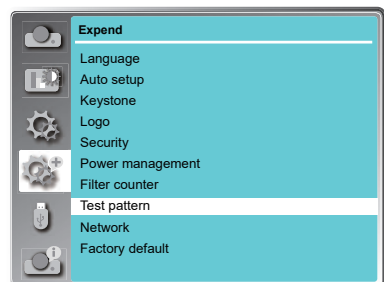 Expend
Language
Auto setup
Keystone
Logo
Security
Power management
Filter counter
Test pattern
Network
Factory default